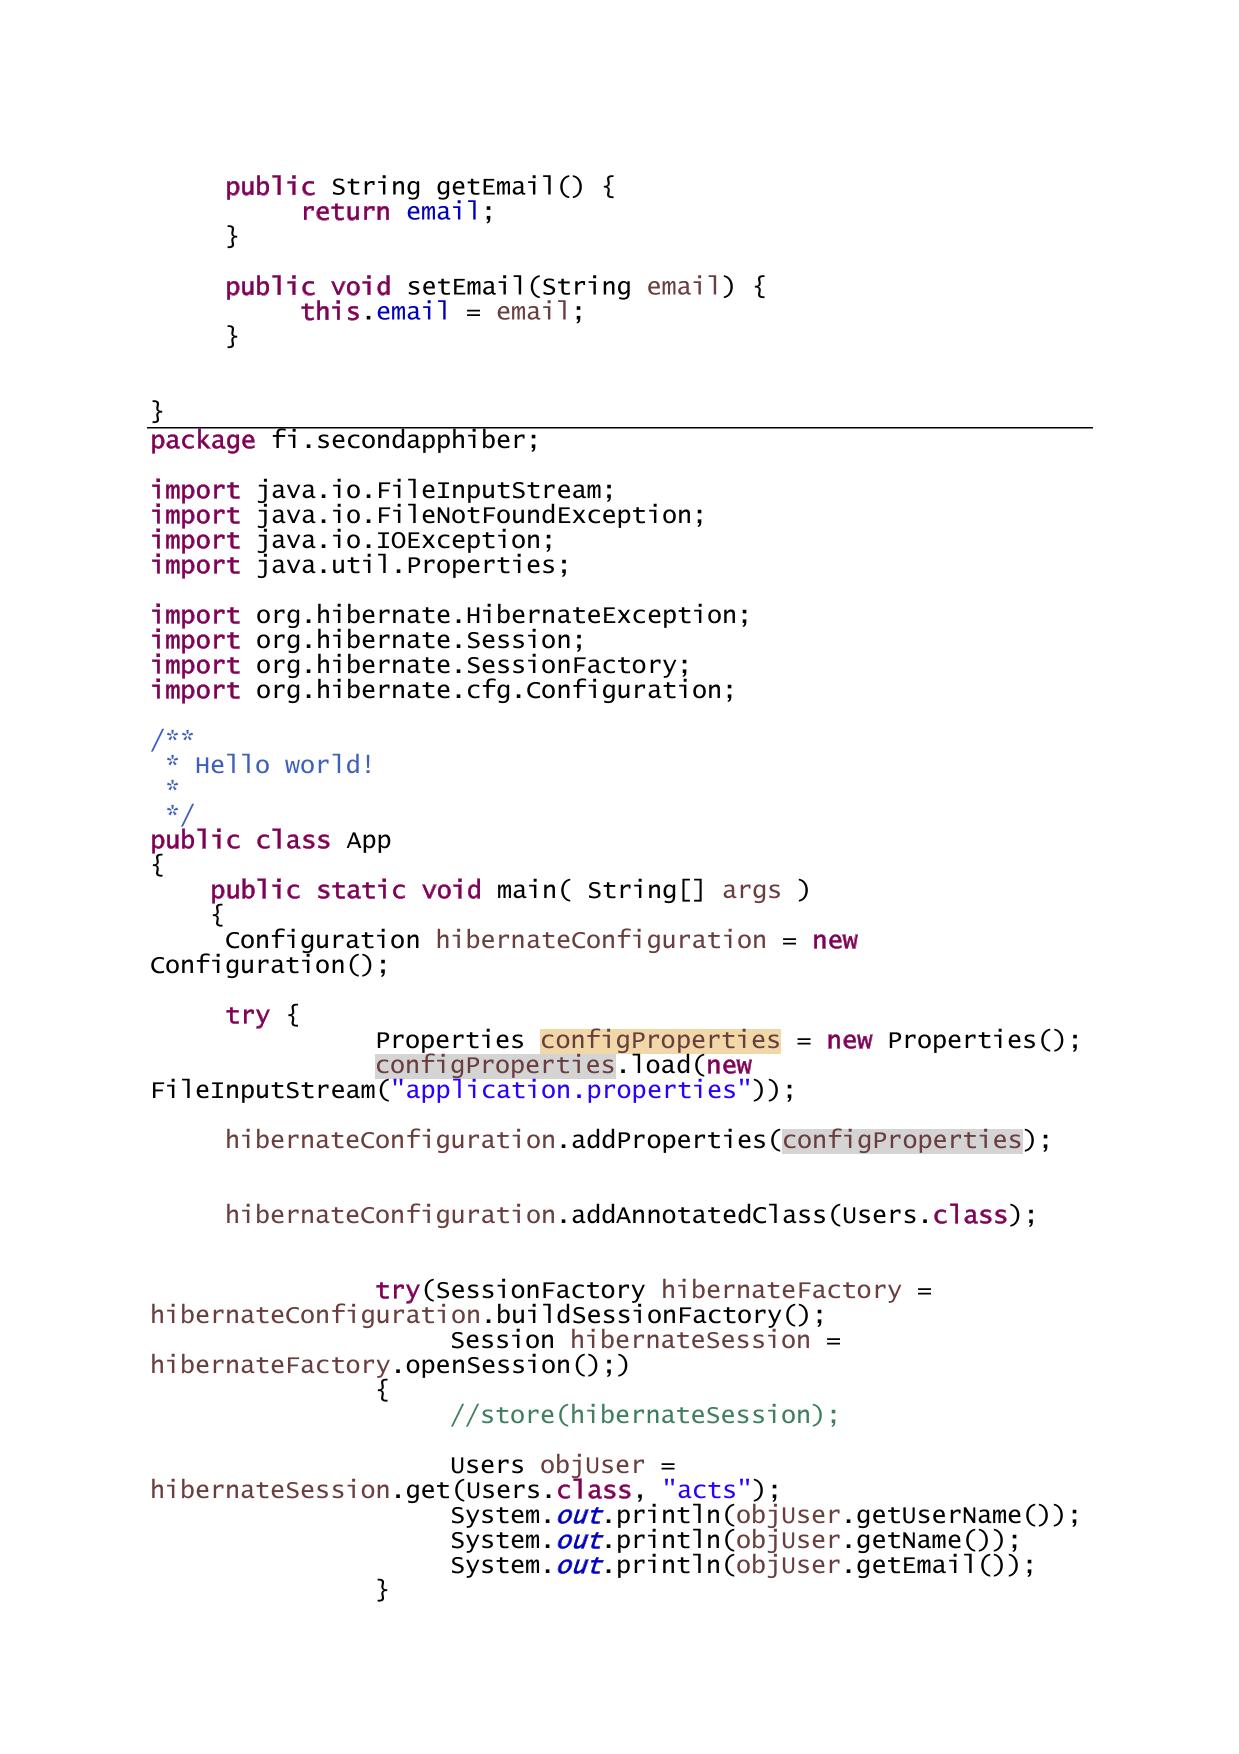 public String getEmail() {
return email;
}
public void setEmail(String email) {
this.email = email;
}
}
package fi.secondapphiber;
import java.io.FileInputStream;
import java.io.FileNotFoundException;
import java.io.IOException;
import java.util.Properties;
import org.hibernate.HibernateException;
import org.hibernate.Session;
import org.hibernate.SessionFactory;
import org.hibernate.cfg.Configuration;
/**
* Hello world!
*
*/
public class App
{
public static void main( String[] args )
{
Configuration hibernateConfiguration = new
Configuration();
try {
Properties configProperties = new Properties();
configProperties.load(new
FileInputStream("application.properties"));
hibernateConfiguration.addProperties(configProperties);
hibernateConfiguration.addAnnotatedClass(Users.class);
try(SessionFactory hibernateFactory =
hibernateConfiguration.buildSessionFactory();
Session hibernateSession =
hibernateFactory.openSession();)
{
//store(hibernateSession);
Users objUser =
hibernateSession.get(Users.class, "acts");
System.out.println(objUser.getUserName());
System.out.println(objUser.getName());
System.out.println(objUser.getEmail());
}